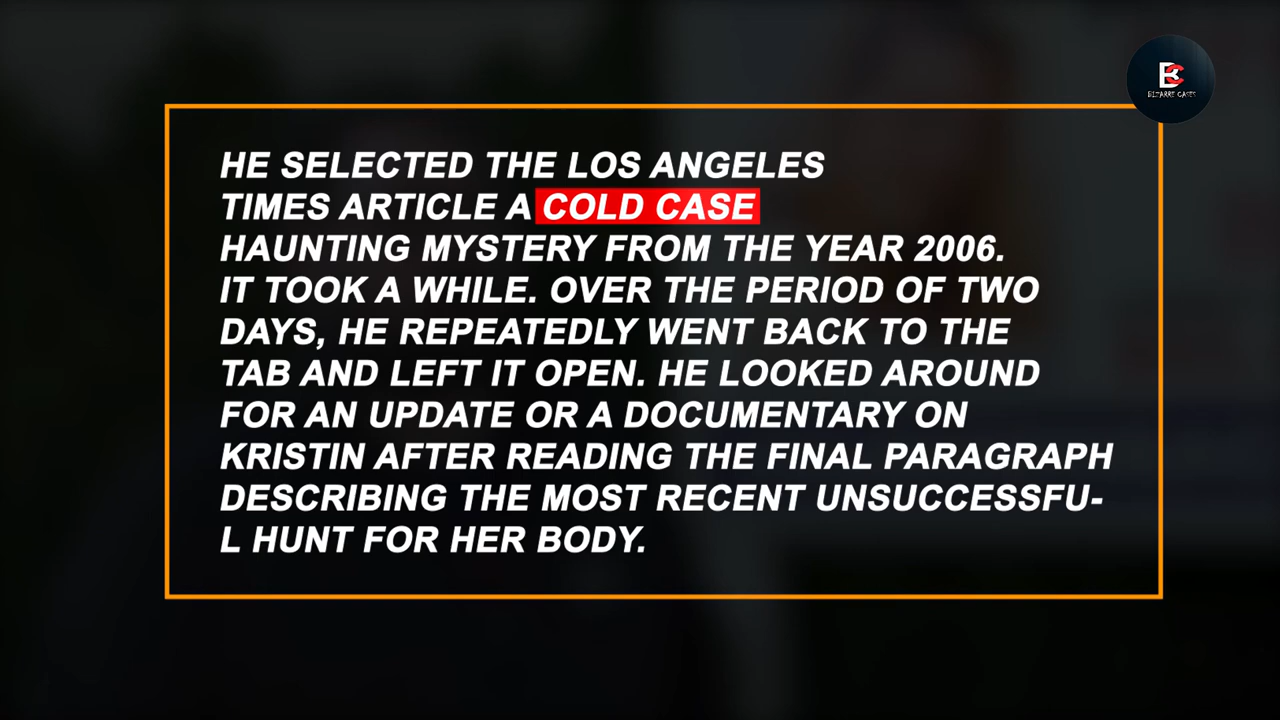 BC
BIZARRE CASES
HE SELECTED THE LOS ANGELES
TIMES ARTICLE A COLD CASE
HAUNTING MYSTERY FROM THE YEAR 2006.
IT TOOK A WHILE. OVER THE PERIOD OF TWO
DAYS, HE REPEATEDLY WENT BACK TO THE
TAB AND LEFT IT OPEN. HE LOOKED AROUND
FOR AN UPDATE OR A DOCUMENTARY ON
KRISTIN AFTER READING THE FINAL PARAGRAPH
DESCRIBING THE MOST RECENT UNSUCCESSFU-
L HUNT FOR HER BODY.